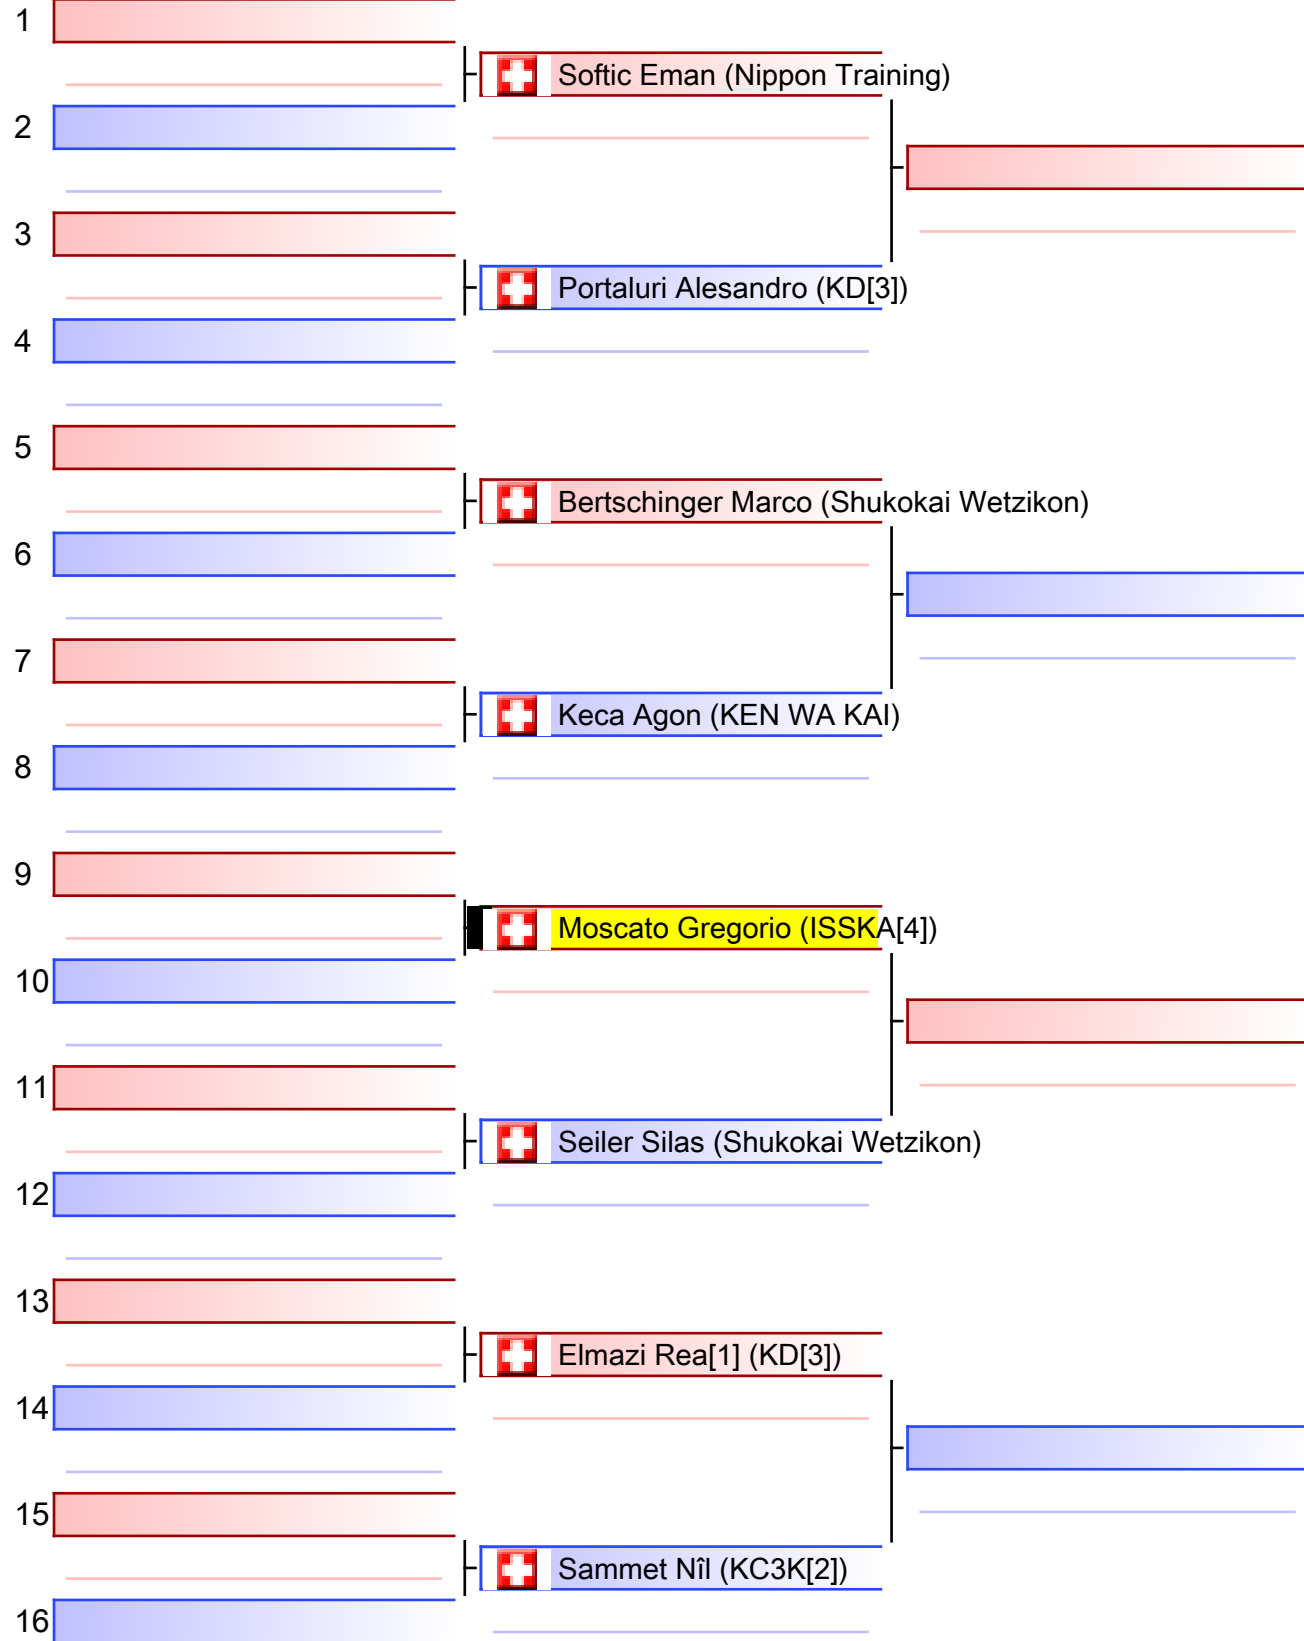 1
Softic Eman (Nippon Training)
2
3
Portaluri Alesandro (KD[3])
4
5
Bertschinger Marco (Shukokai Wetzikon)
6
7
Keca Agon (KEN WA KAI)
8
9
Moscato Gregorio (ISSKA[4])
10
11
Seiler Silas (Shukokai Wetzikon)
12
13
Elmazi Rea[1] (KD[3])
14
15
Sammet Nîl (KC3K[2])
16